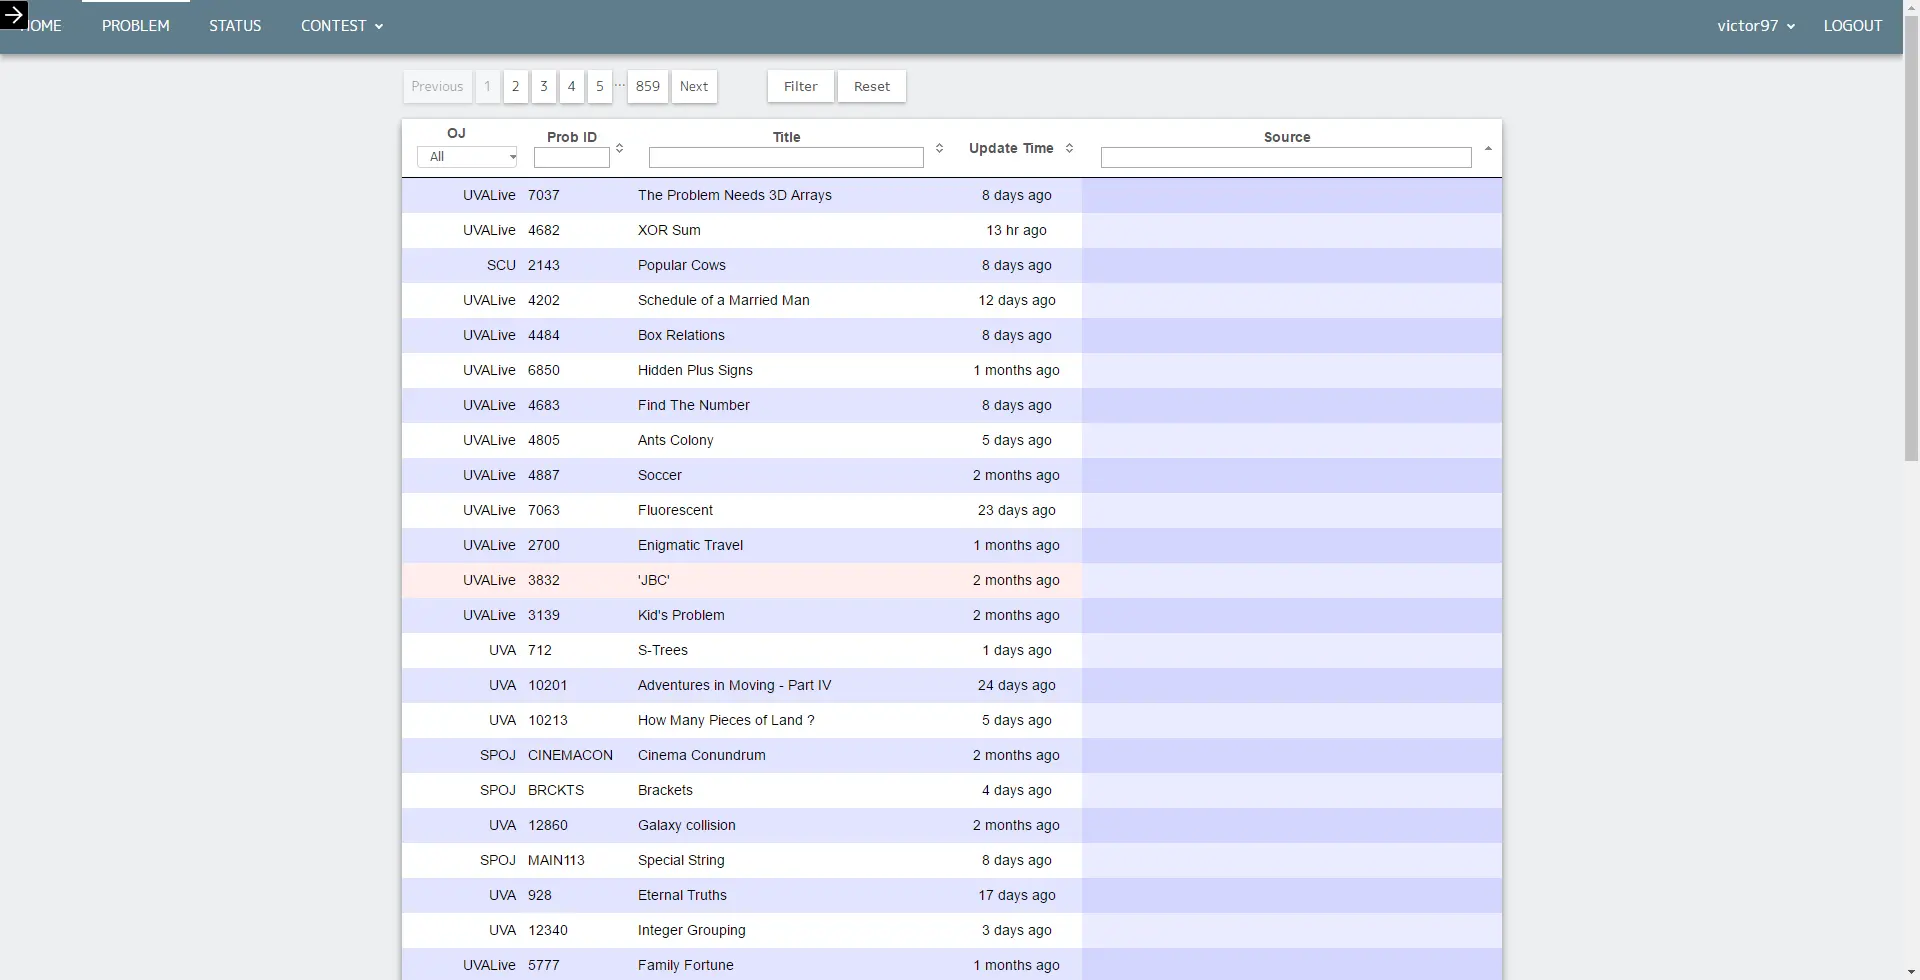 OME PROBLEM STATUS CONTEST victor97 LOGOUT
Previous 1 2 3 4 5 ... 859 Next Filter Reset
OJ Prob ID Title Update Time Source
All
UVALive 7037 The Problem Needs 3D Arrays 8 days ago
UVALive 4682 XOR Sum 13 hr ago
SCU 2143 Popular Cows 8 days ago
UVALive 4202 Schedule of a Married Man 12 days ago
UVALive 4484 Box Relations 8 days ago
UVALive 6850 Hidden Plus Signs 1 months ago
UVALive 4683 Find The Number 8 days ago
UVALive 4805 Ants Colony 5 days ago
UVALive 4887 Soccer 2 months ago
UVALive 7063 Fluorescent 23 days ago
UVALive 2700 Enigmatic Travel 1 months ago
UVALive 3832 'JBC' 2 months ago
UVALive 3139 Kid's Problem 2 months ago
UVA 712 S-Trees 1 days ago
UVA 10201 Adventures in Moving - Part IV 24 days ago
UVA 10213 How Many Pieces of Land ? 5 days ago
SPOJ CINEMACON Cinema Conundrum 2 months ago
SPOJ BRCKTS Brackets 4 days ago
UVA 12860 Galaxy collision 2 months ago
SPOJ MAIN113 Special String 8 days ago
UVA 928 Eternal Truths 17 days ago
UVA 12340 Integer Grouping 3 days ago
UVALive 5777 Family Fortune 1 months ago